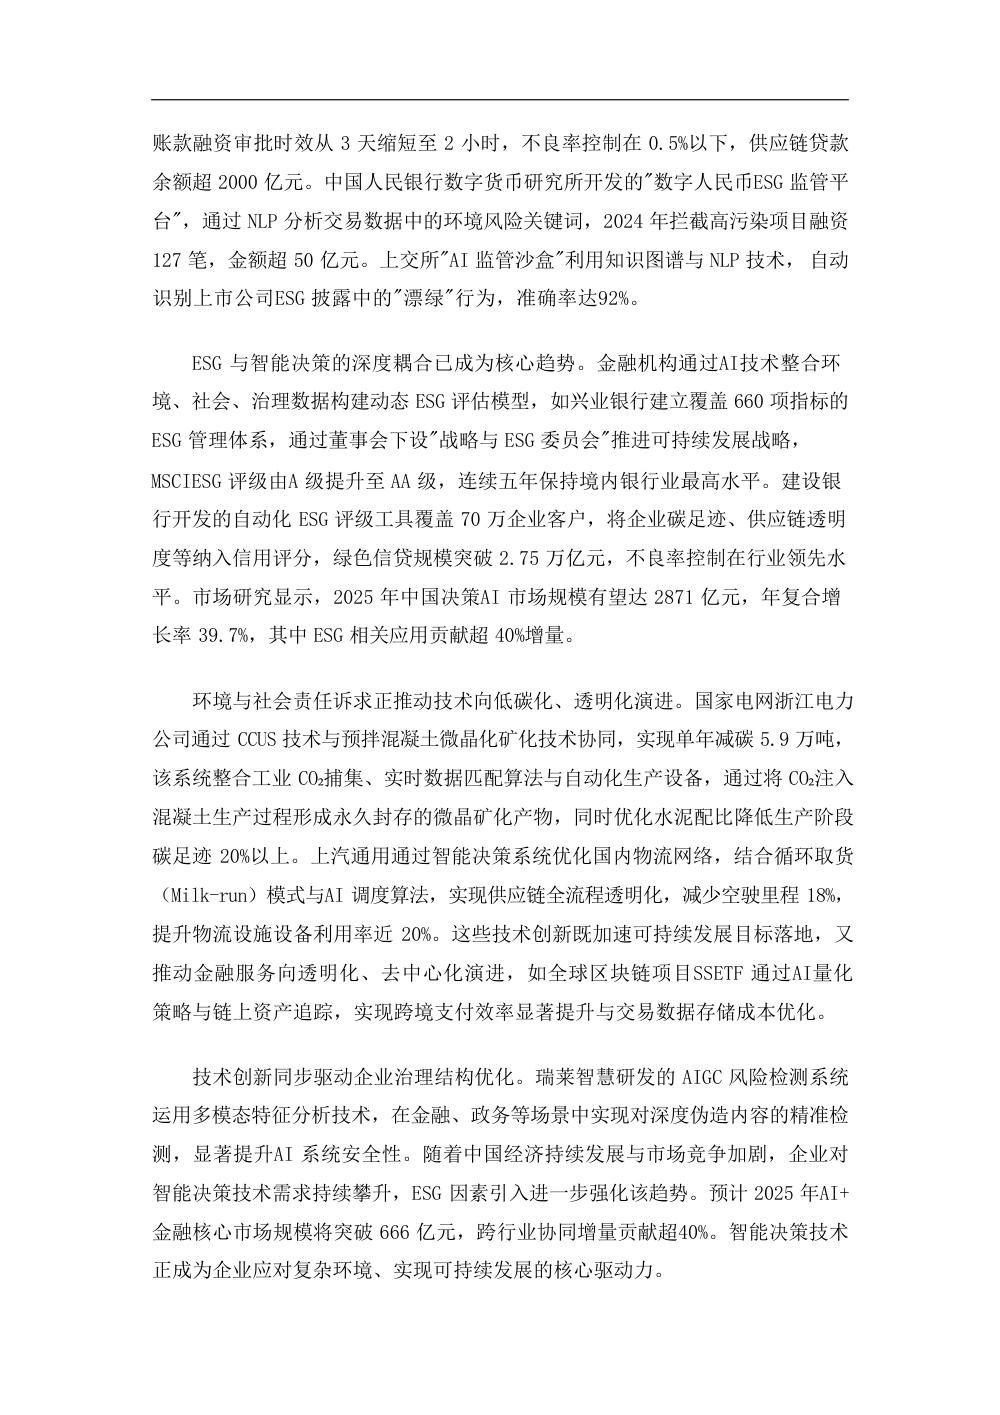 账款融资审批时效从 3 天缩短至 2 小时，不良率控制在 0.5%以下，供应链贷款
余额超 2000 亿元。中国人民银行数字货币研究所开发的"数字人民币ESG 监管平
台"，通过 NLP 分析交易数据中的环境风险关键词，2024 年拦截高污染项目融资
127 笔，金额超 50 亿元。上交所"AI 监管沙盒"利用知识图谱与 NLP 技术， 自动
识别上市公司ESG 披露中的"漂绿"行为，准确率达92%。
ESG 与智能决策的深度耦合已成为核心趋势。金融机构通过AI技术整合环
境、社会、治理数据构建动态 ESG 评估模型，如兴业银行建立覆盖 660 项指标的
ESG 管理体系，通过董事会下设"战略与 ESG 委员会"推进可持续发展战略，
MSCIESG 评级由A 级提升至 AA 级，连续五年保持境内银行业最高水平。建设银
行开发的自动化 ESG 评级工具覆盖 70 万企业客户，将企业碳足迹、供应链透明
度等纳入信用评分，绿色信贷规模突破 2.75 万亿元，不良率控制在行业领先水
平。市场研究显示，2025 年中国决策AI 市场规模有望达 2871 亿元，年复合增
长率 39.7%，其中 ESG 相关应用贡献超 40%增量。
环境与社会责任诉求正推动技术向低碳化、透明化演进。国家电网浙江电力
公司通过 CCUS 技术与预拌混凝土微晶化矿化技术协同，实现单年减碳 5.9 万吨，
该系统整合工业 CO₂捕集、实时数据匹配算法与自动化生产设备，通过将 CO₂注入
混凝土生产过程形成永久封存的微晶矿化产物，同时优化水泥配比降低生产阶段
碳足迹 20%以上。上汽通用通过智能决策系统优化国内物流网络，结合循环取货
（Milk-run）模式与AI 调度算法，实现供应链全流程透明化，减少空驶里程 18%，
提升物流设施设备利用率近 20%。这些技术创新既加速可持续发展目标落地，又
推动金融服务向透明化、去中心化演进，如全球区块链项目SSETF 通过AI量化
策略与链上资产追踪，实现跨境支付效率显著提升与交易数据存储成本优化。
技术创新同步驱动企业治理结构优化。瑞莱智慧研发的 AIGC 风险检测系统
运用多模态特征分析技术，在金融、政务等场景中实现对深度伪造内容的精准检
测，显著提升AI 系统安全性。随着中国经济持续发展与市场竞争加剧，企业对
智能决策技术需求持续攀升，ESG 因素引入进一步强化该趋势。预计 2025 年AI+
金融核心市场规模将突破 666 亿元，跨行业协同增量贡献超40%。智能决策技术
正成为企业应对复杂环境、实现可持续发展的核心驱动力。